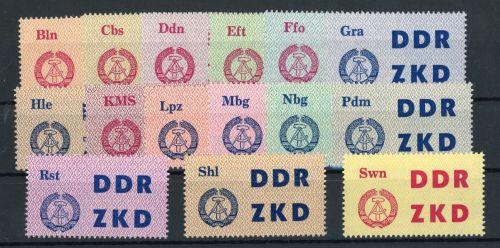 Bln
Cbs
Ddn
Eft
Ffo
Gra
DDR
ZKD
Hle
KMS
Lpz
Mbg
Nbg
Pdm
DDR
ZKD
Rst
DDR
ZKD
Shl
DDR
ZKD
Swn
DDR
ZKD